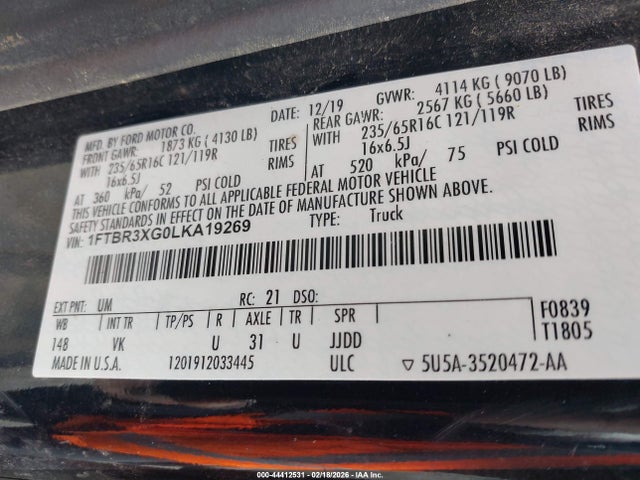 MFD. BY FORD MOTOR CO.
DATE: 12/19 GVWR: 4114 KG ( 9070 LB)
FRONT GAWR: 1873 KG ( 4130 LB) REAR GAWR: 2567 KG ( 5660 LB)
WITH 235/65R16C 121/119R TIRES WITH 235/65R16C 121/119R TIRES
16x6.5J RIMS 16x6.5J RIMS
AT 360 kPa/ 52 PSI COLD AT 520 kPa/ 75 PSI COLD
THIS VEHICLE CONFORMS TO ALL APPLICABLE FEDERAL MOTOR VEHICLE
SAFETY STANDARDS IN EFFECT ON THE DATE OF MANUFACTURE SHOWN ABOVE.
VIN: 1FTBR3XG0LKA19269 TYPE: Truck
EXT PNT: UM RC: 21 DSO:
WB INT TR TP/PS R AXLE TR SPR F0839
148 VK U 31 U JJDD T1805
MADE IN U.S.A. 1201912033445 ULC ▽ 5U5A-3520472-AA
000-44412531 - 02/18/2026 - IAA Inc.